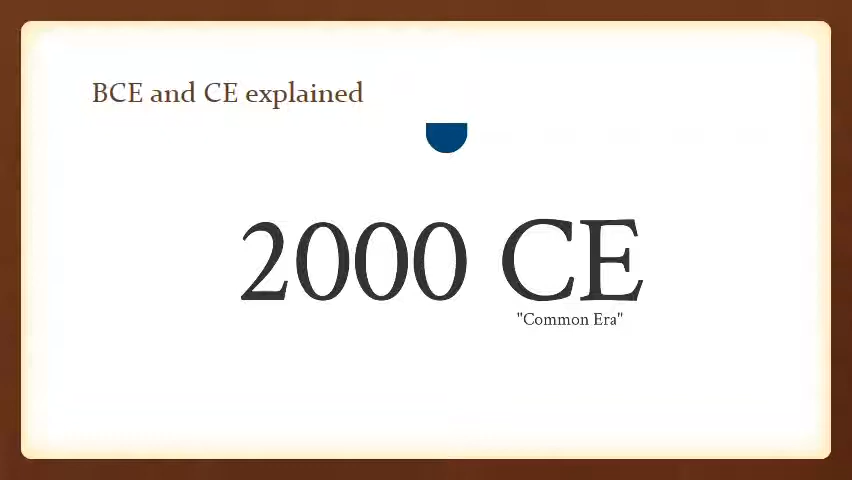 BCE and CE explained
2000 CE
"Common Era"